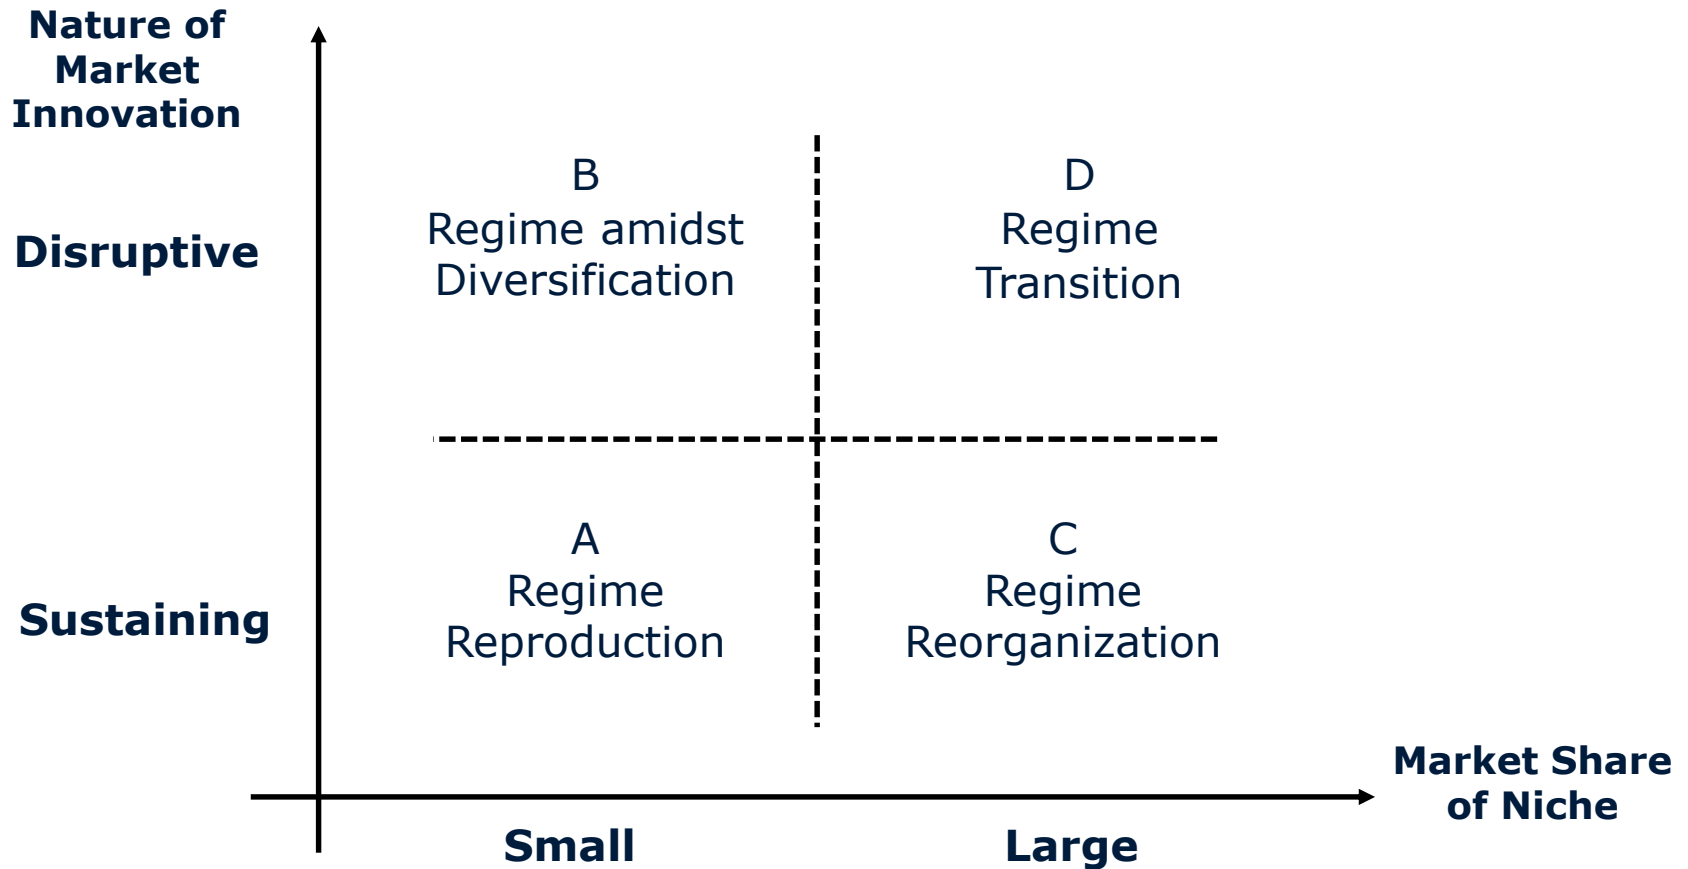 Nature of
Market
Innovation
B
Regime amidst
Diversification
D
Regime
Transition
Disruptive
A
Regime
Reproduction
C
Regime
Reorganization
Sustaining
Market Share
of Niche
Small
Large